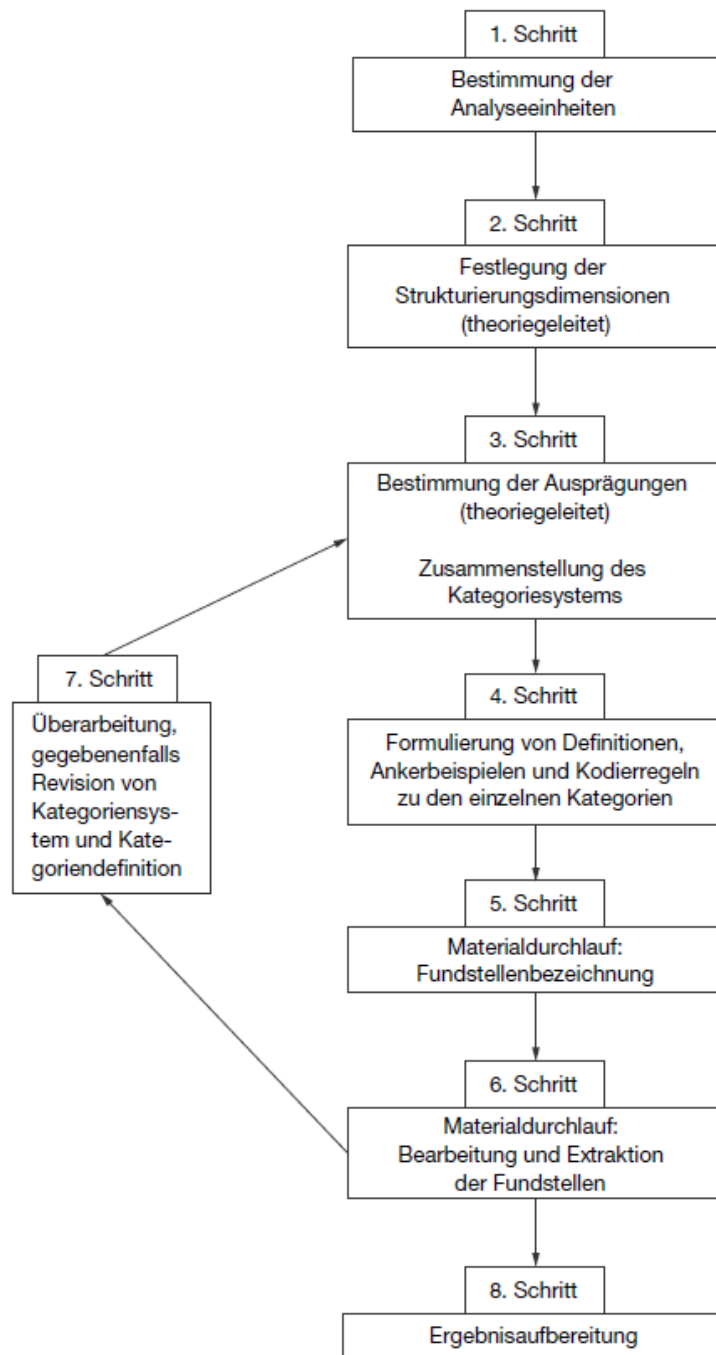 1. Schritt
Bestimmung der
Analyseeinheiten
2. Schritt
Festlegung der
Strukturierungsdimensionen
(theoriegeleitet)
3. Schritt
Bestimmung der Ausprägungen
(theoriegeleitet)
Zusammenstellung des
Kategoriesystems
4. Schritt
Formulierung von Definitionen,
Ankerbeispielen und Kodierregeln
zu den einzelnen Kategorien
5. Schritt
Materialdurchlauf:
Fundstellenbezeichnung
6. Schritt
Materialdurchlauf:
Bearbeitung und Extraktion
der Fundstellen
7. Schritt
Überarbeitung,
gegebenenfalls
Revision von
Kategoriensys-
tem und Kate-
goriendefinition
8. Schritt
Ergebnisaufbereitung